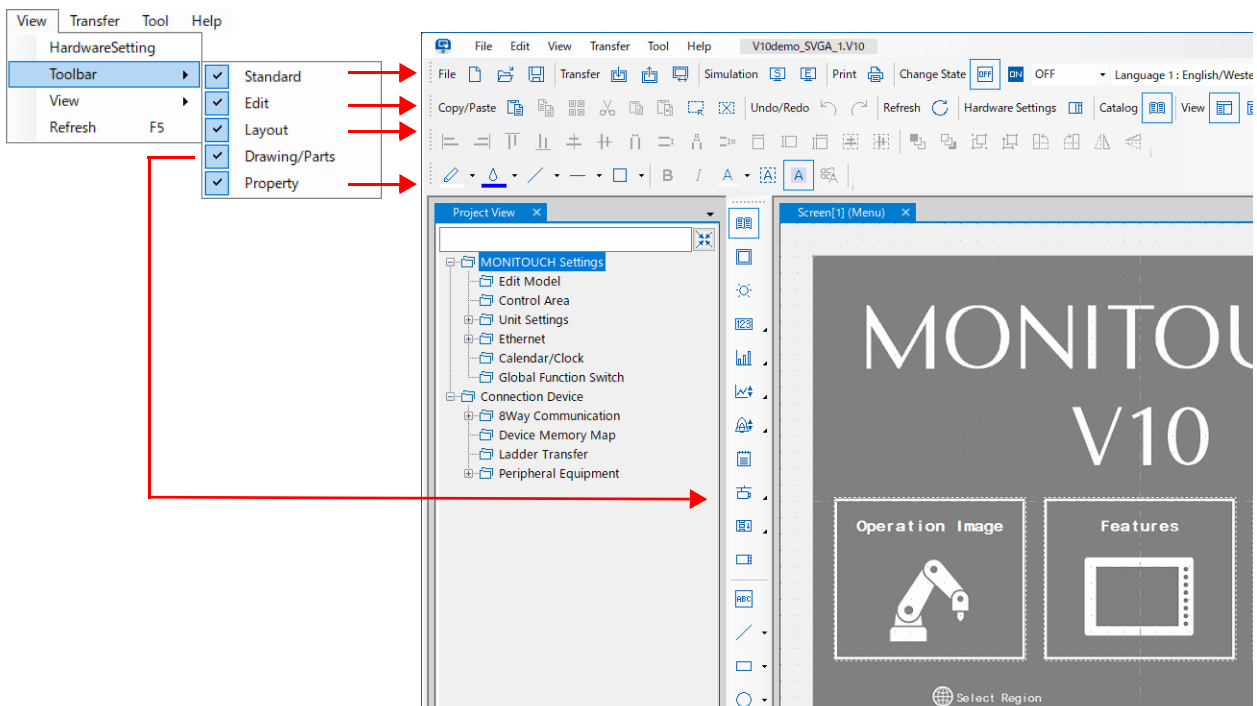 View Transfer Tool Help
HardwareSetting
Toolbar
View
Refresh F5
Standard
Edit
Layout
Drawing/Parts
Property
File Edit View Transfer Tool Help V10demo_SVGA_1.V10
File Transfer Simulation S E Print Change State OFF ON OFF Language 1 : English/Weste
Copy/Paste Undo/Redo Refresh Hardware Settings Catalog View
B I A A A
Project View ×
Screen[1] (Menu) ×
MONITOUCH Settings
Edit Model
Control Area
Unit Settings
Ethernet
Calendar/Clock
Global Function Switch
Connection Device
8Way Communication
Device Memory Map
Ladder Transfer
Peripheral Equipment
123
ABC
MONITOU
V10
Operation Image
Features
Select Region